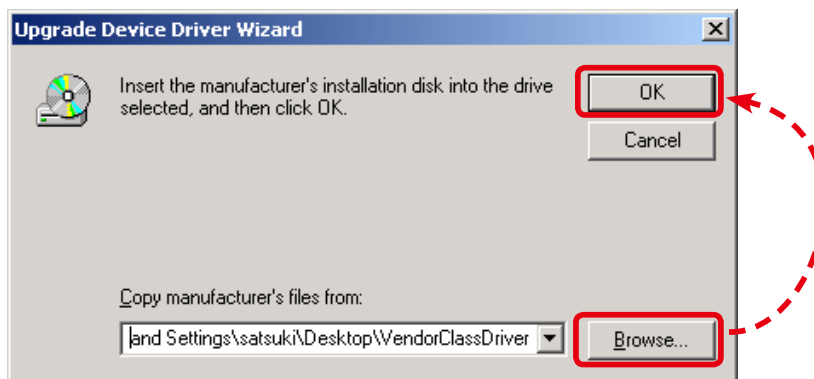 Upgrade Device Driver Wizard
Insert the manufacturer's installation disk into the drive
selected, and then click OK.
OK
Cancel
Copy manufacturer's files from:
and Settings\satsuki\Desktop\VendorClassDriver
Browse...